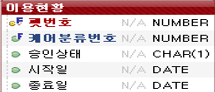 이용현황
펫번호 N/A NUMBER
케어분류번호 N/A NUMBER
승인상태 N/A CHAR(1)
시작일 N/A DATE
종료일 N/A DATE